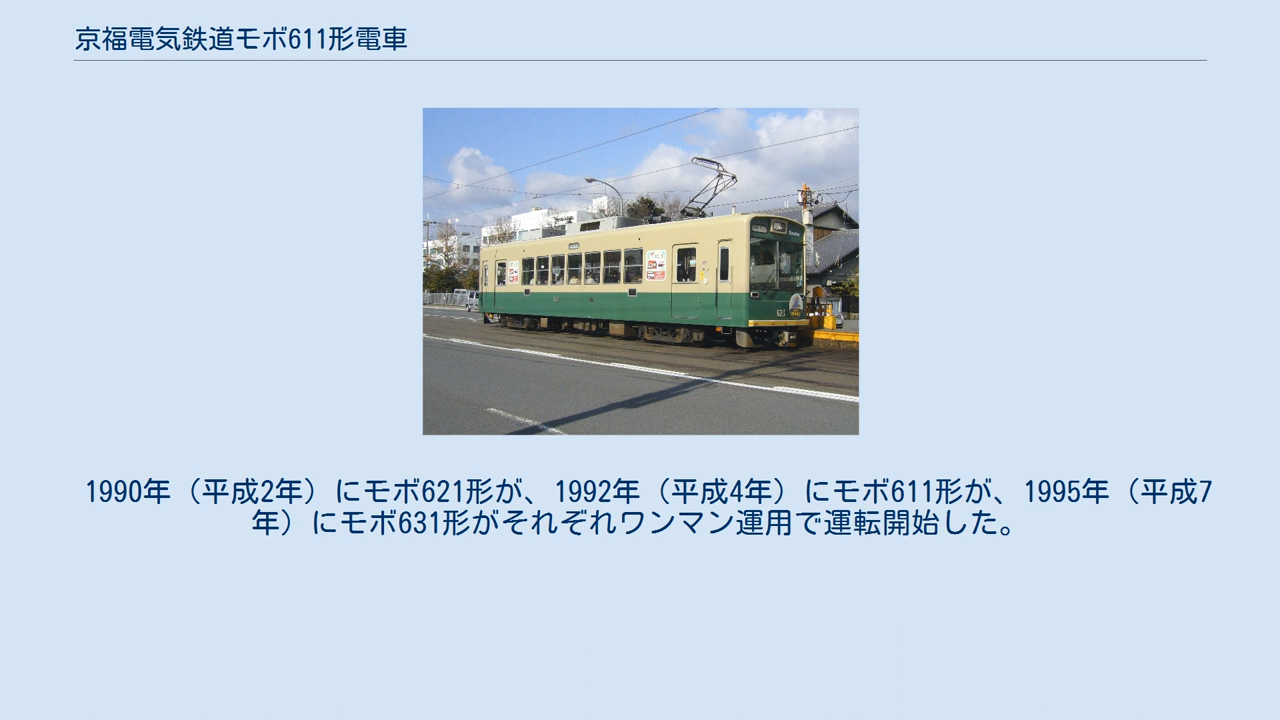 京福電気鉄道モボ611形電車
1990年（平成2年）にモボ621形が、1992年（平成4年）にモボ611形が、1995年（平成7
年）にモボ631形がそれぞれワンマン運用で運転開始した。